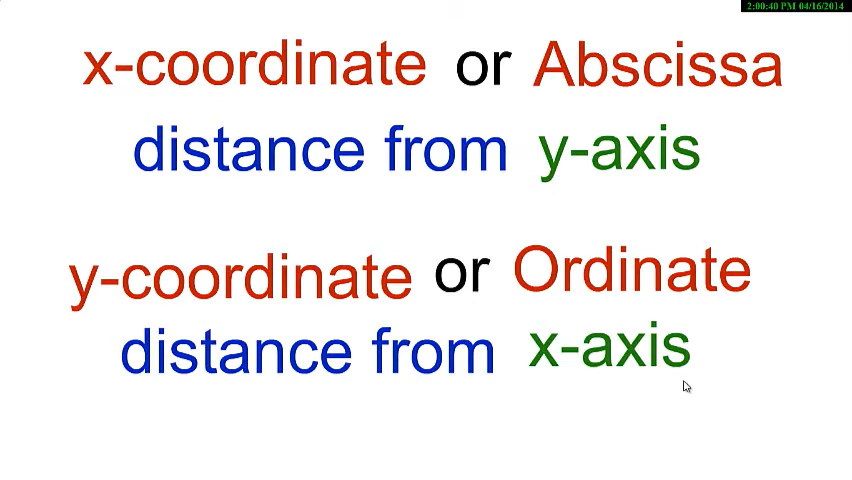 2:00:40 PM 04/16/2014
x-coordinate or Abscissa
distance from y-axis
y-coordinate or Ordinate
distance from x-axis